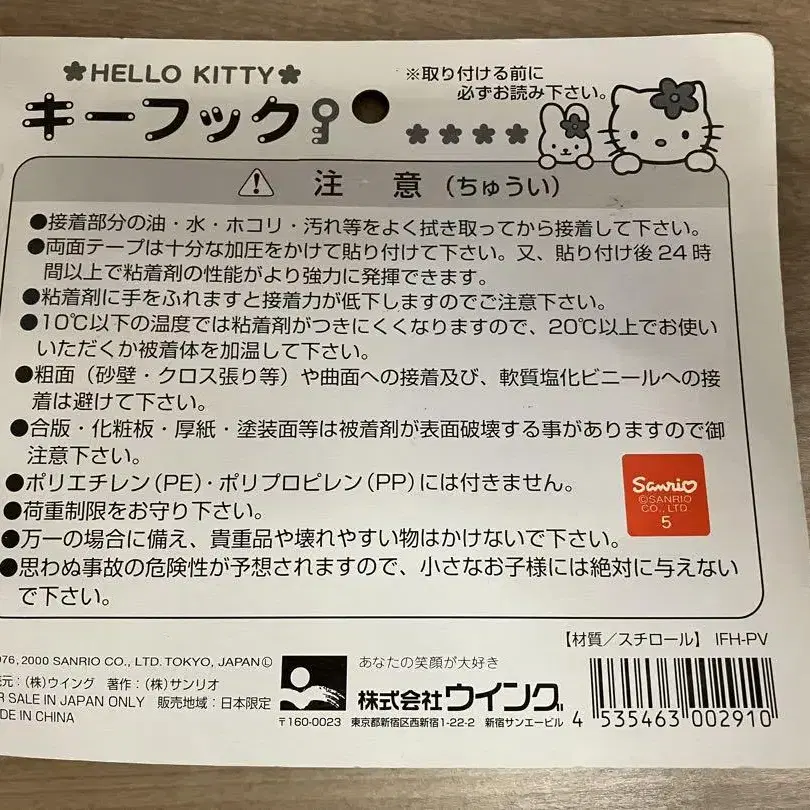 HELLO KITTY
キーフック
※取り付ける前に
必ずお読み下さい。
注 意 (ちゅうい)
●接着部分の油・水・ホコリ・汚れ等をよく拭き取ってから接着して下さい。
●両面テープは十分な加圧をかけて貼り付けて下さい。又、貼り付け後24時
間以上で粘着剤の性能がより強力に発揮できます。
●粘着剤に手をふれますと接着力が低下しますのでご注意下さい。
●10℃以下の温度では粘着剤がつきにくくなりますので、20℃以上でお使い
いただくか被着体を加温して下さい。
●粗面(砂壁・クロス張り等)や曲面への接着及び、軟質塩化ビニールへの接
着は避けて下さい。
●合版・化粧板・厚紙・塗装面等は被着剤が表面破壊する事がありますので御
注意下さい。
●ポリエチレン(PE)・ポリプロピレン(PP)には付きません。
●荷重制限をお守り下さい。
●万一の場合に備え、貴重品や壊れやすい物はかけないで下さい。
●思わぬ事故の危険性が予想されますので、小さなお子様には絶対に与えない
で下さい。
Sanrio
©SANRIO
CO., LTD.
5
【材質/スチロール】 IFH-PV
76, 2000 SANRIO CO., LTD. TOKYO, JAPAN Ⓛ
元:(株)ウイング 著作:(株)サンリオ
SALE IN JAPAN ONLY 販売地域:日本限定
DE IN CHINA
あなたの笑顔が大好き
株式会社ウイング
〒160-0023 東京都新宿区西新宿1-22-2 新宿サンエービル
4 535463 002910